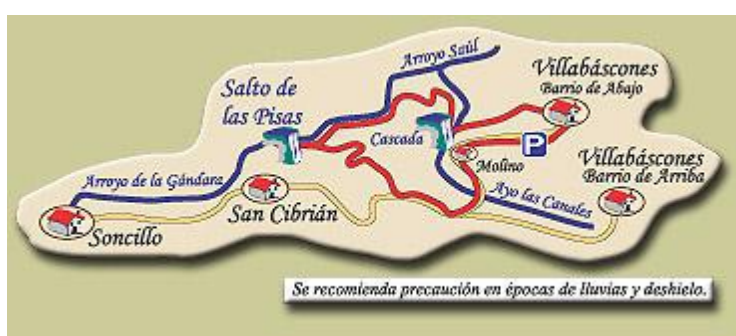 Arroyo Saúl
Villabáscones
Barrio de Abajo
Salto de
las Pisas
Cascada
P
Molino
Villabáscones
Barrio de Arriba
Arroyo de la Gándara
Ayo las Canales
San Cibrián
Soncillo
Se recomienda precaución en épocas de lluvias y deshielo.